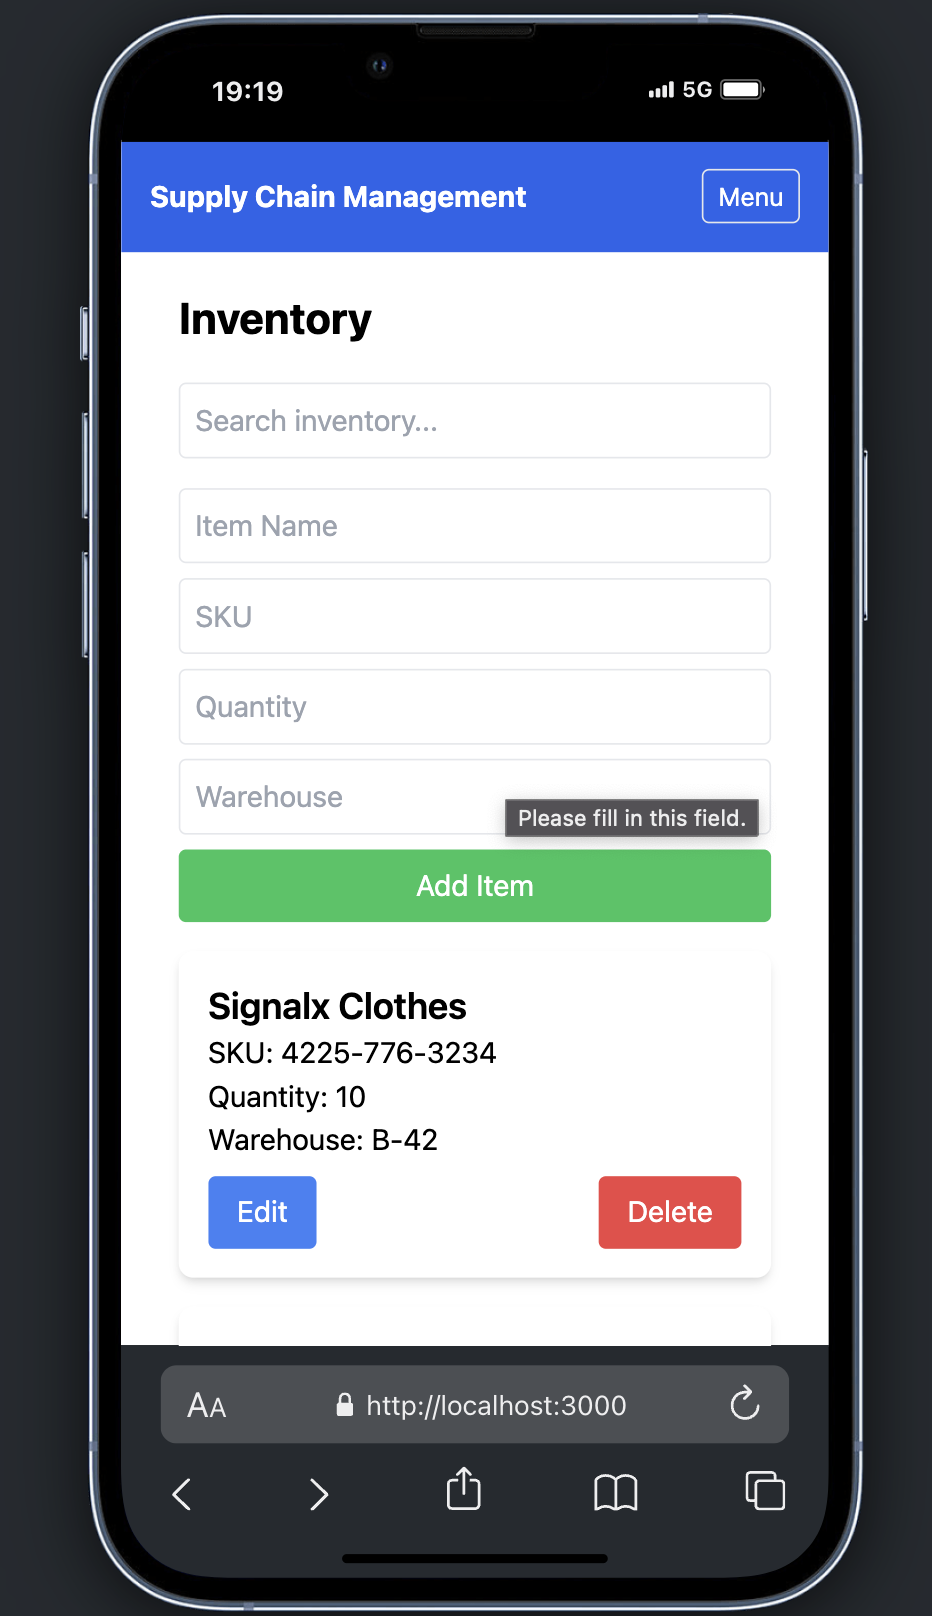 19:19
5G
Supply Chain Management
Menu
Inventory
Search inventory...
Item Name
SKU
Quantity
Warehouse
Please fill in this field.
Add Item
Signalx Clothes
SKU: 4225-776-3234
Quantity: 10
Warehouse: B-42
Edit
Delete
AA
http://localhost:3000